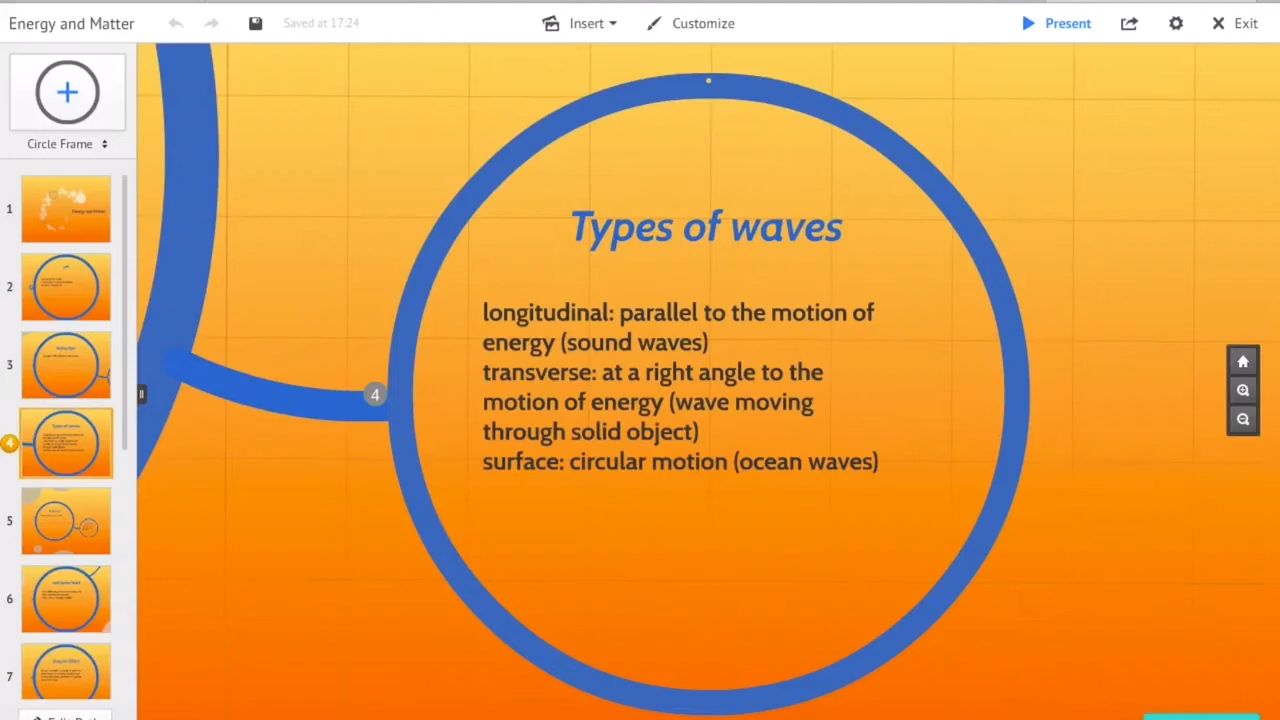 Energy and Matter
Saved at 17:24
Insert
Customize
Present
Exit
Circle Frame
1
2
3
4
5
6
7
4
Types of waves
longitudinal: parallel to the motion of
energy (sound waves)
transverse: at a right angle to the
motion of energy (wave moving
through solid object)
surface: circular motion (ocean waves)